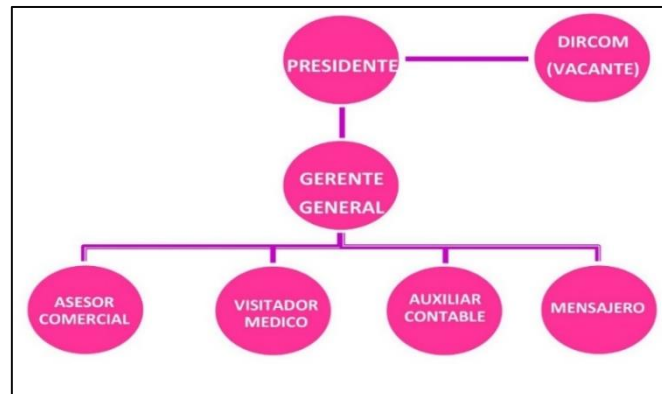 PRESIDENTE
DIRCOM
(VACANTE)
GERENTE
GENERAL
ASESOR
COMERCIAL
VISITADOR
MEDICO
AUXILIAR
CONTABLE
MENSAJERO